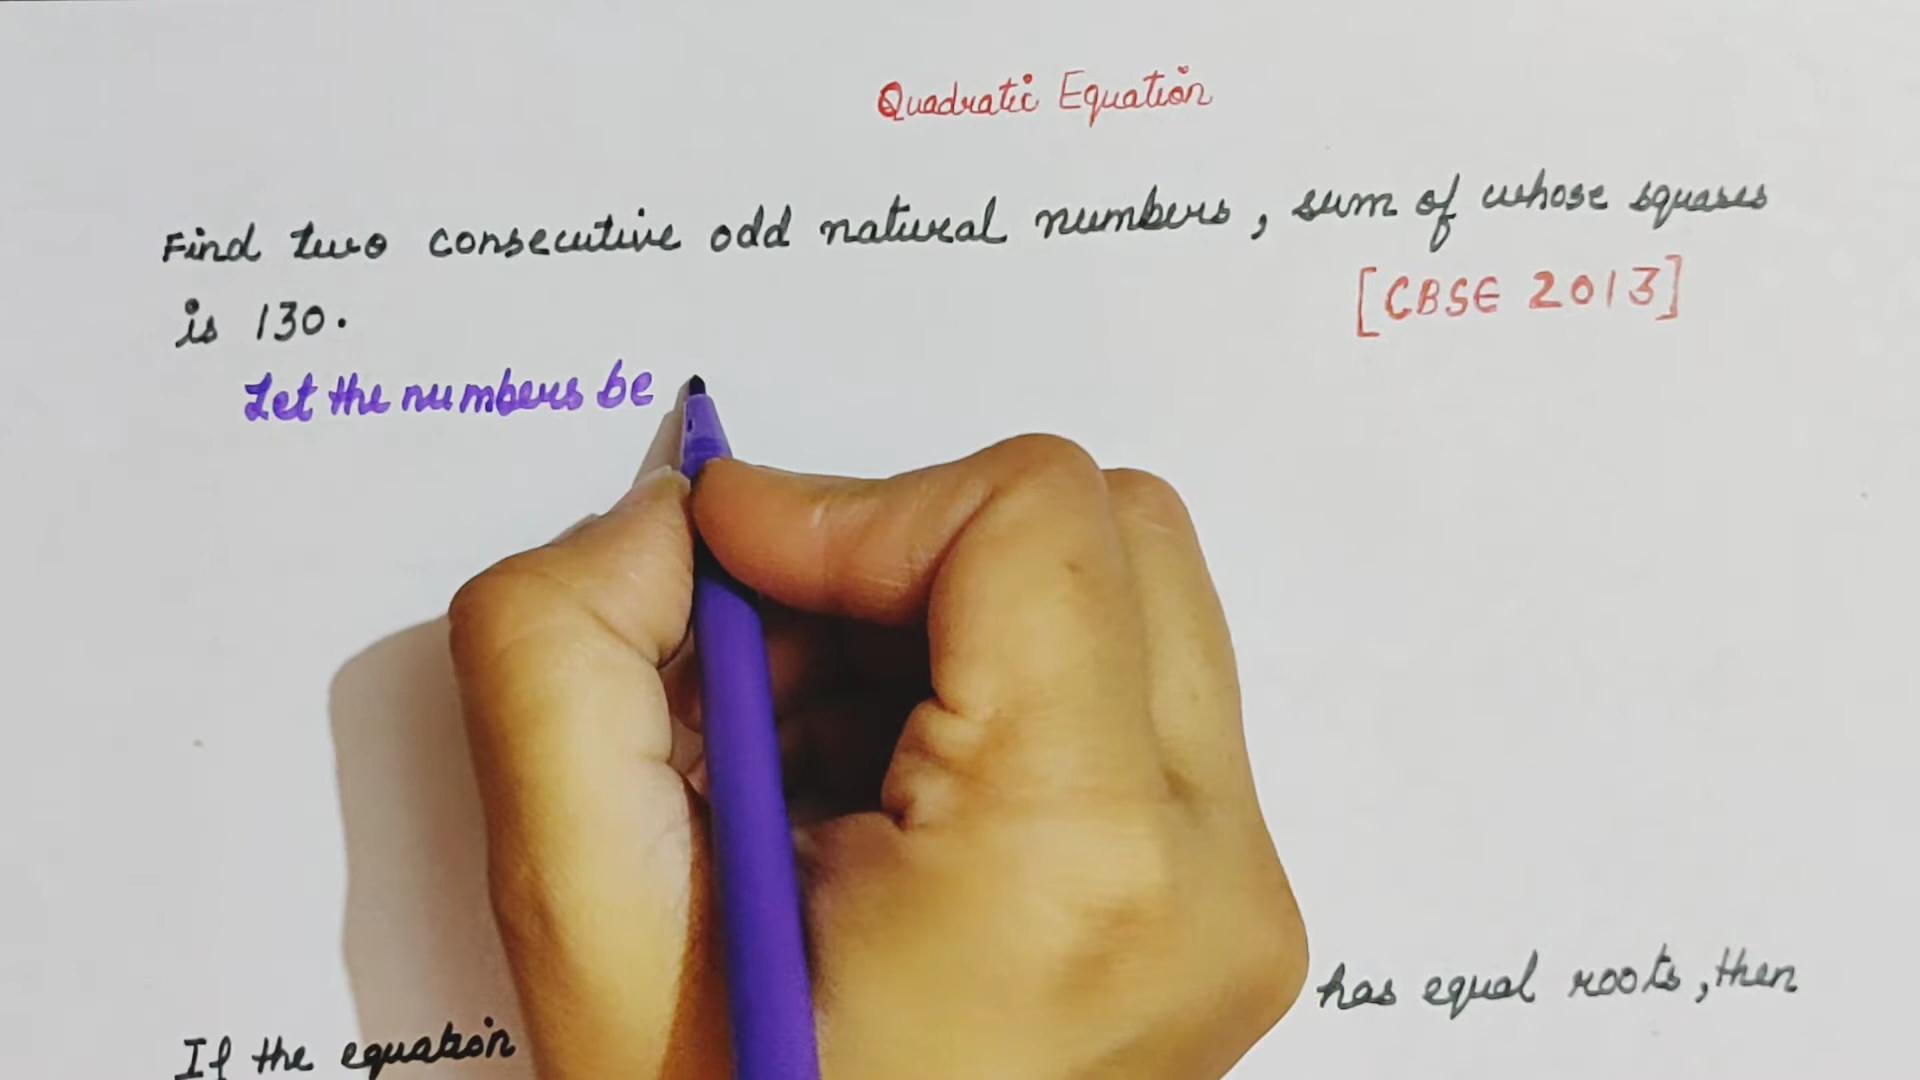 Quadratic Equation
Find two consecutive odd natural numbers, sum of whose squares
is 130.
[CBSE 2013]
Let the numbers be
If the equation has equal roots, then